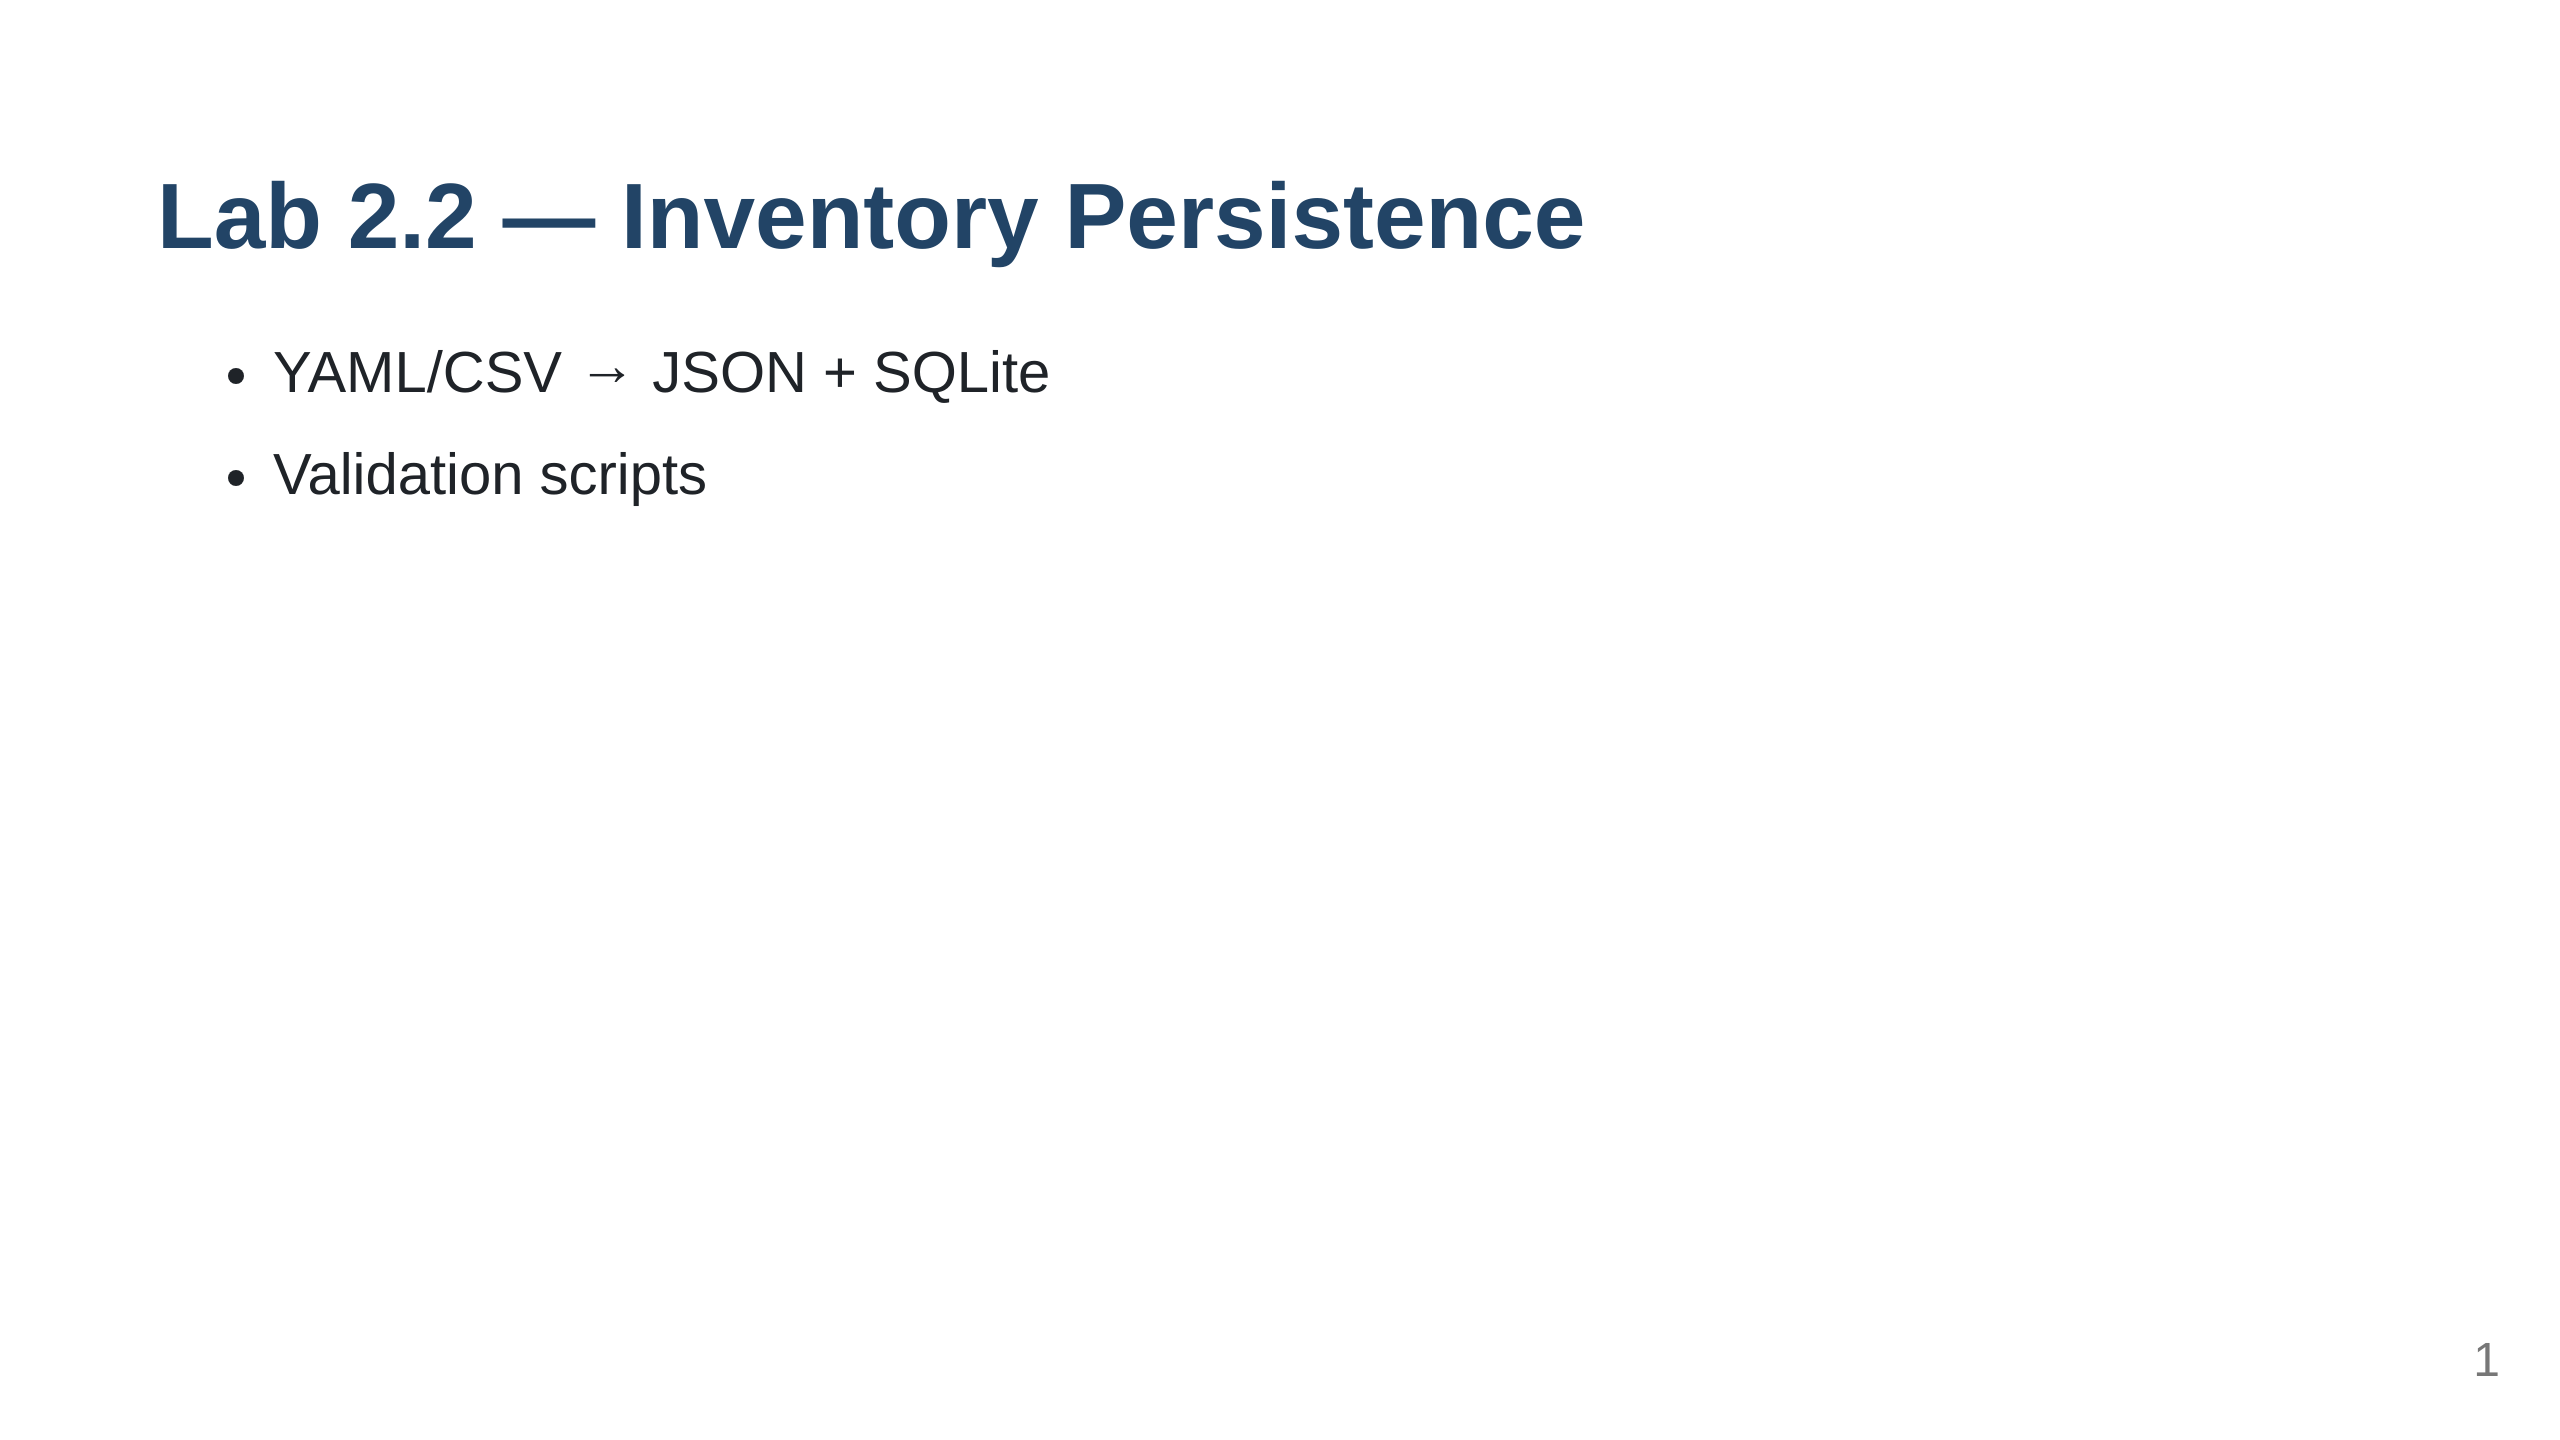 Lab 2.2 — Inventory Persistence
• YAML/CSV → JSON + SQLite
• Validation scripts
1